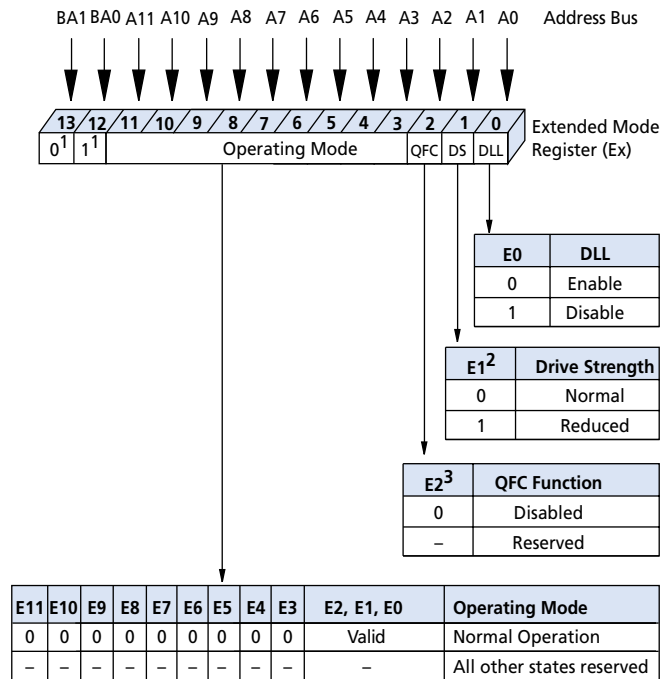 BA1 BA0 A11 A10 A9 A8 A7 A6 A5 A4 A3 A2 A1 A0 Address Bus
13 12 11 10 9 8 7 6 5 4 3 2 1 0
0¹ 1¹ Operating Mode QFC DS DLL
Extended Mode
Register (Ex)
E0 DLL
0 Enable
1 Disable
E1² Drive Strength
0 Normal
1 Reduced
E2³ QFC Function
0 Disabled
– Reserved
E11 E10 E9 E8 E7 E6 E5 E4 E3 E2, E1, E0 Operating Mode
0 0 0 0 0 0 0 0 0 Valid Normal Operation
– – – – – – – – – – All other states reserved